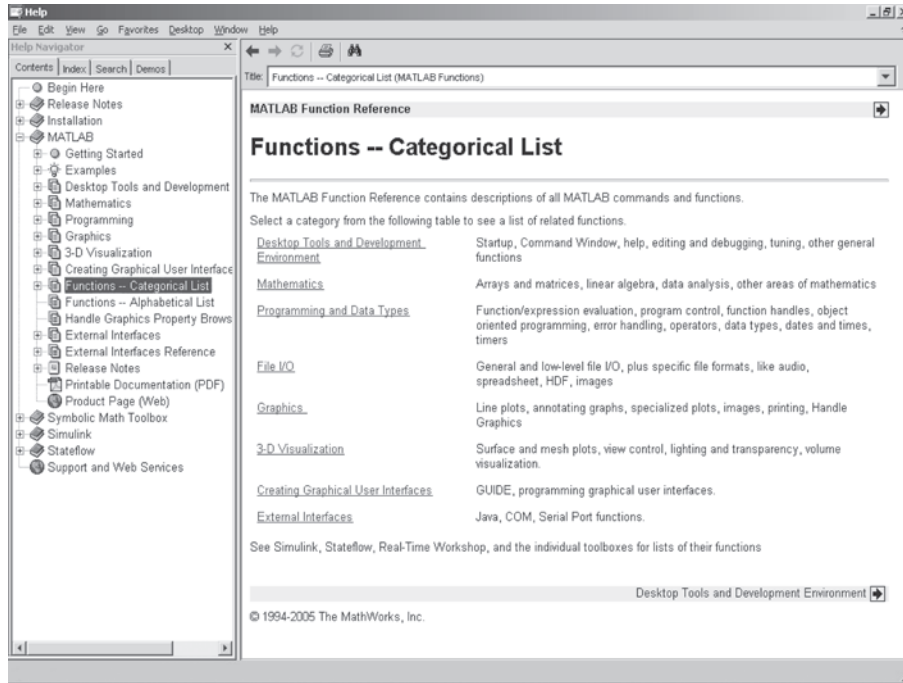 Help
File Edit View Go Favorites Desktop Window Help
Help Navigator
Contents Index Search Demos
Begin Here
Release Notes
Installation
MATLAB
Getting Started
Examples
Desktop Tools and Development
Mathematics
Programming
Graphics
3-D Visualization
Creating Graphical User Interface
Functions -- Categorical List
Functions -- Alphabetical List
Handle Graphics Property Brows
External Interfaces
External Interfaces Reference
Release Notes
Printable Documentation (PDF)
Product Page (Web)
Symbolic Math Toolbox
Simulink
Stateflow
Support and Web Services
Title: Functions -- Categorical List (MATLAB Functions)
MATLAB Function Reference
Functions -- Categorical List
The MATLAB Function Reference contains descriptions of all MATLAB commands and functions.
Select a category from the following table to see a list of related functions.
Desktop Tools and Development
Environment
Startup, Command Window, help, editing and debugging, tuning, other general
functions
Mathematics
Arrays and matrices, linear algebra, data analysis, other areas of mathematics
Programming and Data Types
Function/expression evaluation, program control, function handles, object
oriented programming, error handling, operators, data types, dates and times,
timers
File I/O
General and low-level file I/O, plus specific file formats, like audio,
spreadsheet, HDF, images
Graphics
Line plots, annotating graphs, specialized plots, images, printing, Handle
Graphics
3-D Visualization
Surface and mesh plots, view control, lighting and transparency, volume
visualization.
Creating Graphical User Interfaces
GUIDE, programming graphical user interfaces.
External Interfaces
Java, COM, Serial Port functions.
See Simulink, Stateflow, Real-Time Workshop, and the individual toolboxes for lists of their functions
Desktop Tools and Development Environment
© 1994-2005 The MathWorks, Inc.